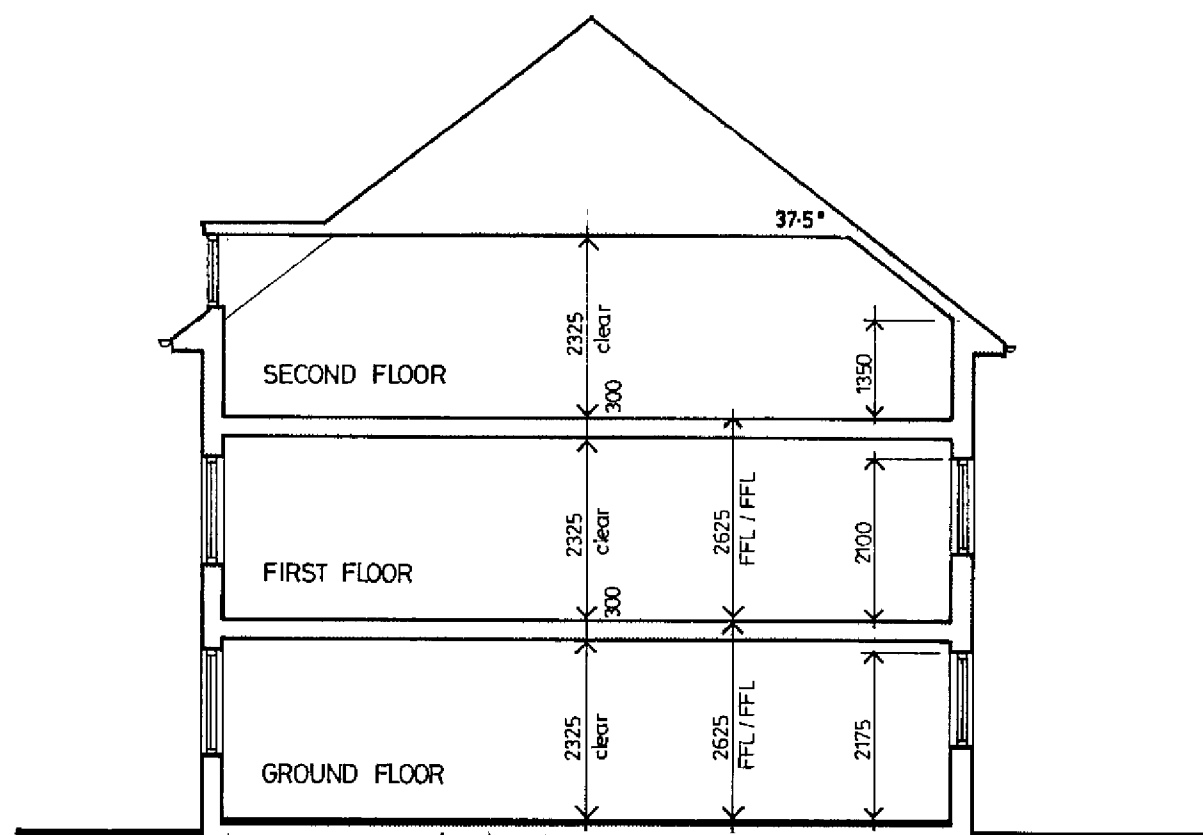 37·5°
2325
clear
1350
SECOND FLOOR
300
2325
clear
2625
FFL / FFL
2100
FIRST FLOOR
300
2325
clear
2625
FFL / FFL
2175
GROUND FLOOR